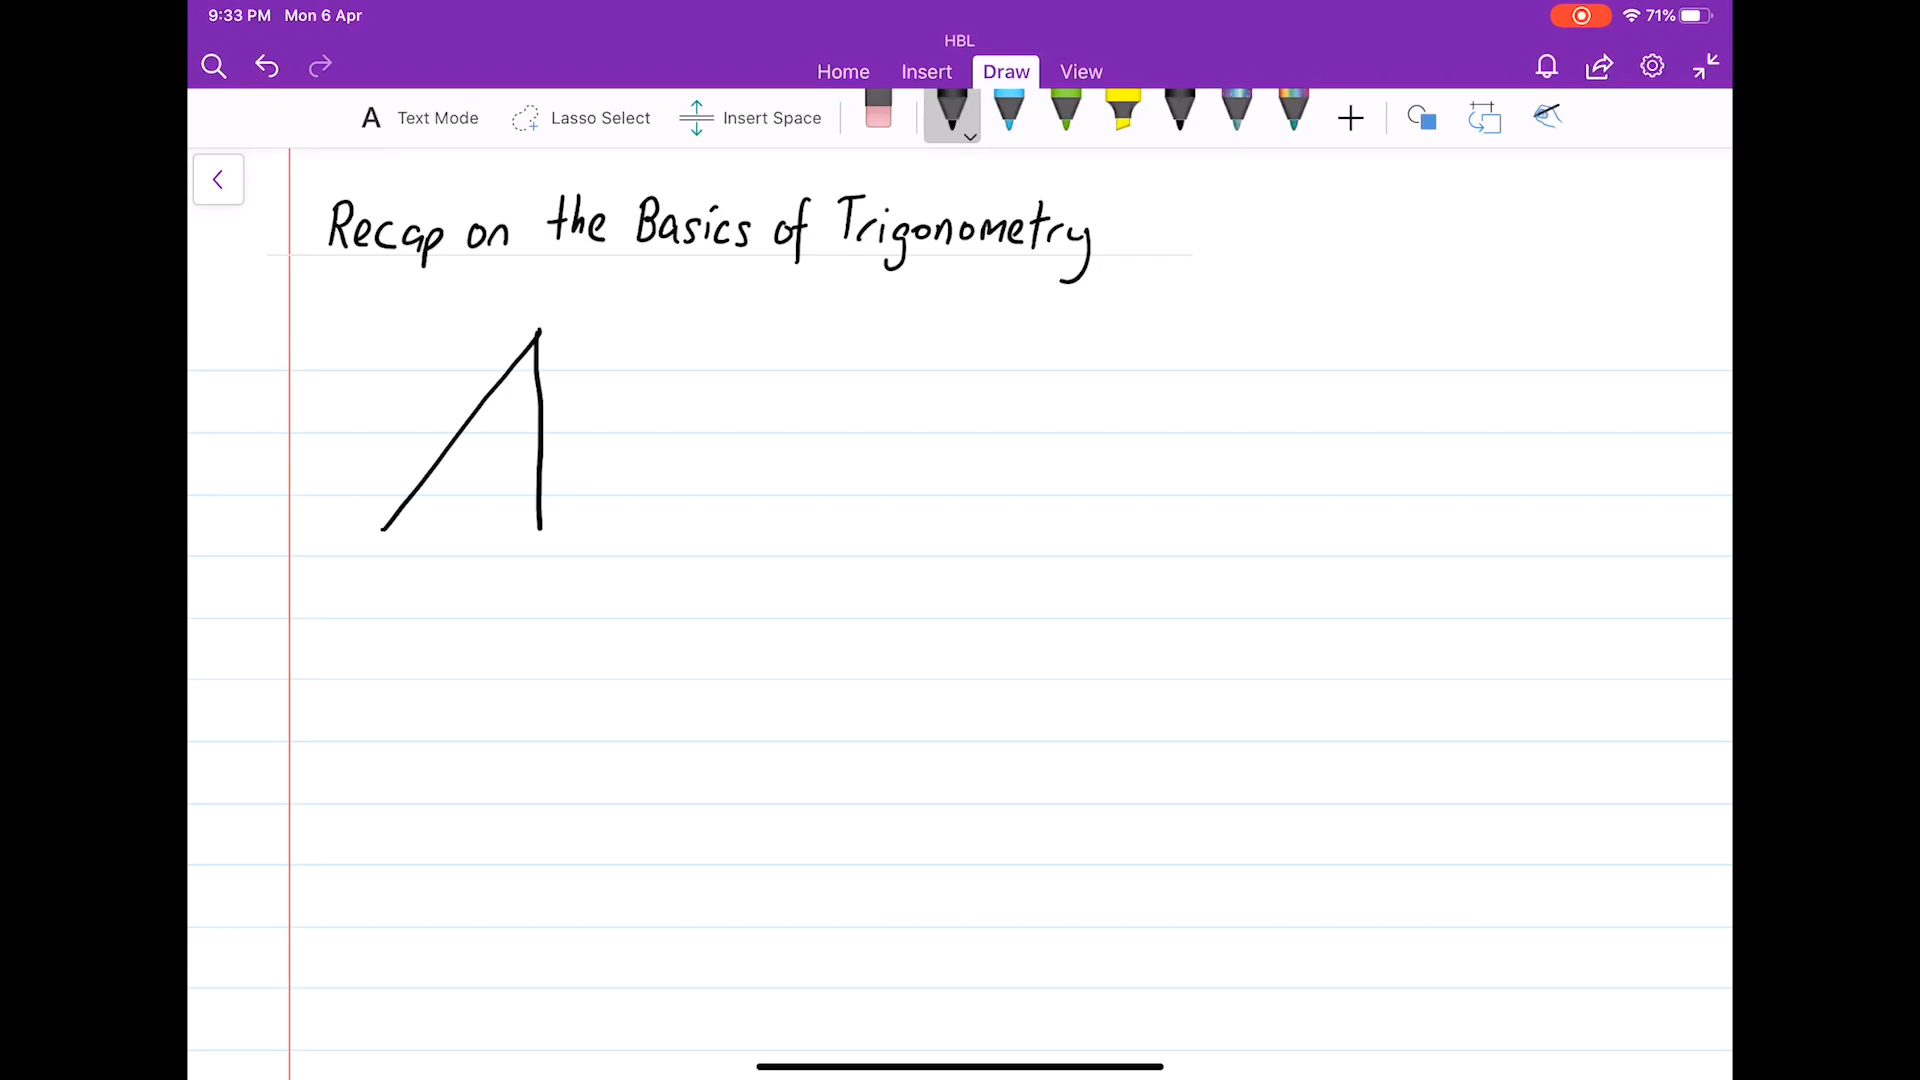 9:33 PM Mon 6 Apr
71%
HBL
Home Insert Draw View
A Text Mode Lasso Select Insert Space
Recap on the Basics of Trigonometry